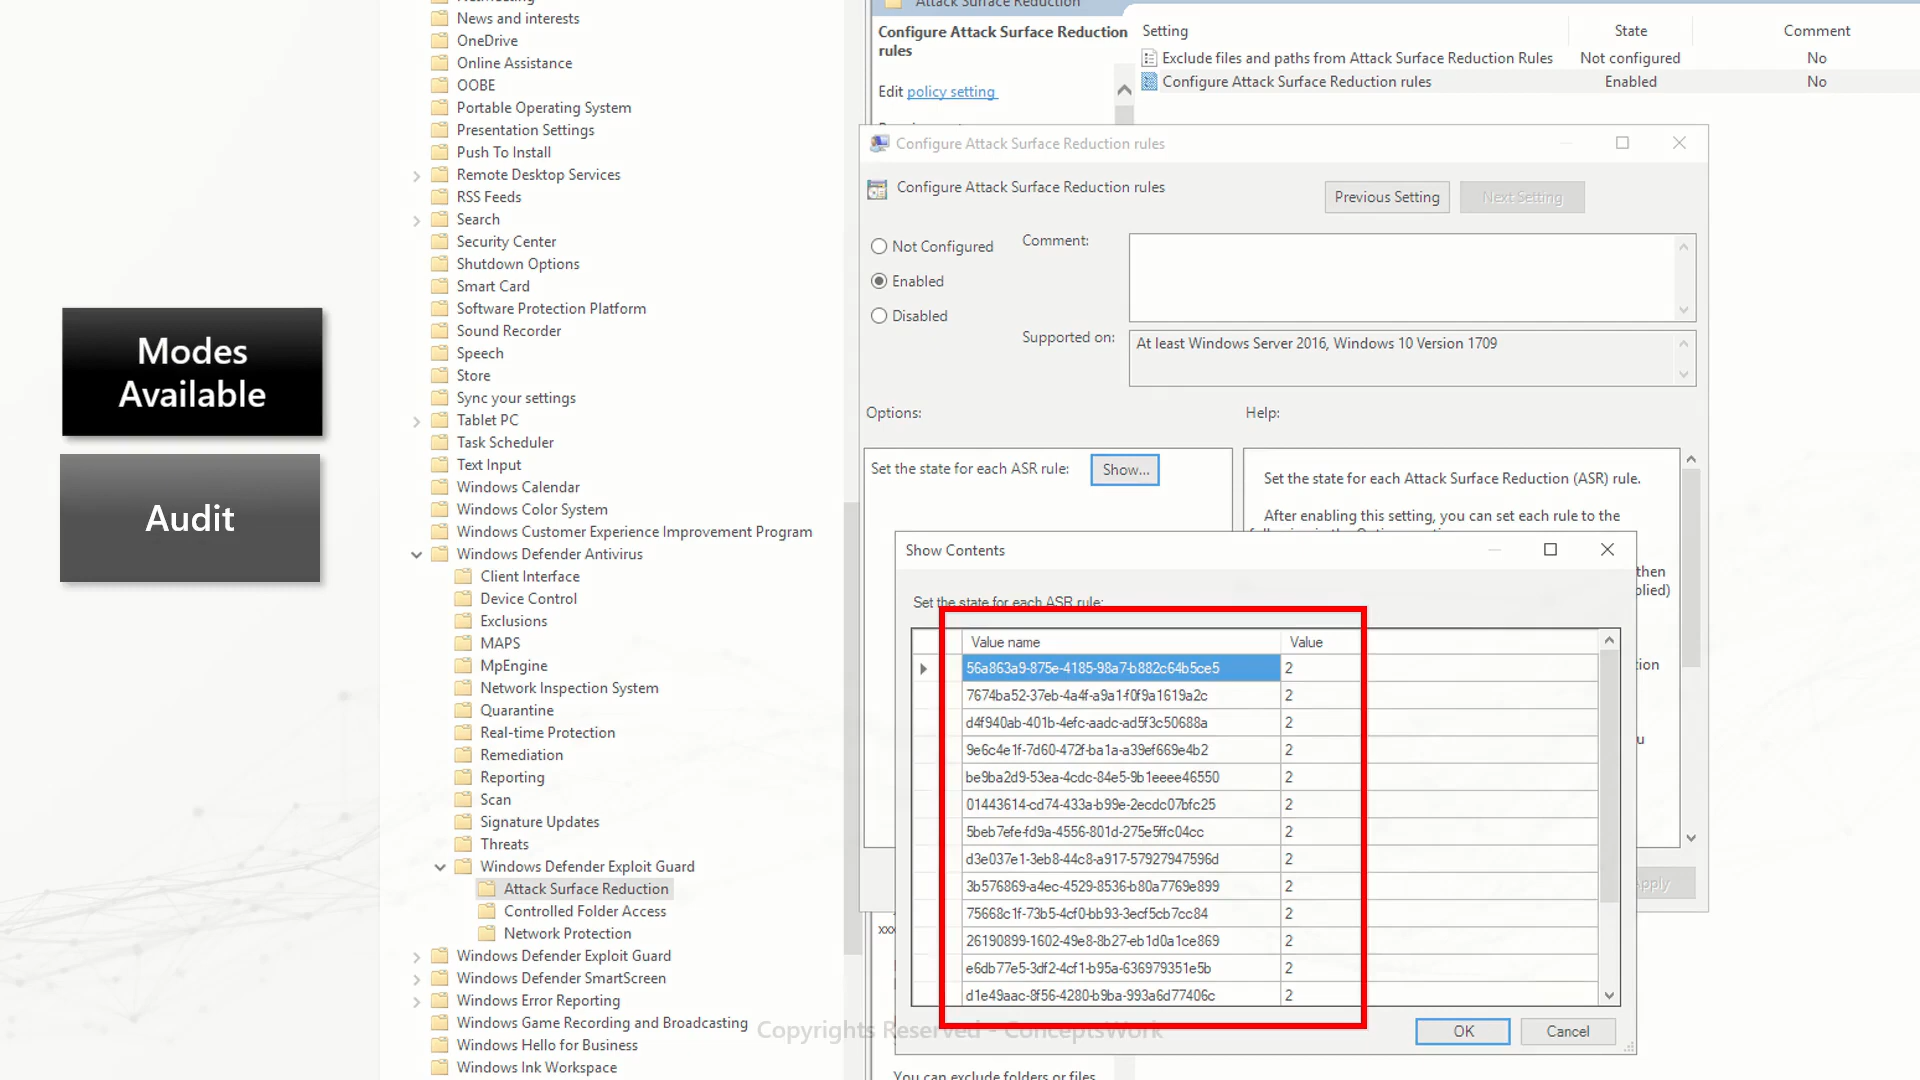 Modes
Available
Audit
News and interests
OneDrive
Online Assistance
OOBE
Portable Operating System
Presentation Settings
Push To Install
Remote Desktop Services
RSS Feeds
Search
Security Center
Shutdown Options
Smart Card
Software Protection Platform
Sound Recorder
Speech
Store
Sync your settings
Tablet PC
Task Scheduler
Text Input
Windows Calendar
Windows Color System
Windows Customer Experience Improvement Program
Windows Defender Antivirus
Client Interface
Device Control
Exclusions
MAPS
MpEngine
Network Inspection System
Quarantine
Real-time Protection
Remediation
Reporting
Scan
Signature Updates
Threats
Windows Defender Exploit Guard
Attack Surface Reduction
Controlled Folder Access
Network Protection
Windows Defender Exploit Guard
Windows Defender SmartScreen
Windows Error Reporting
Windows Game Recording and Broadcasting
Windows Hello for Business
Windows Ink Workspace
Attack Surface Reduction
Configure Attack Surface Reduction
rules
Edit policy setting
Setting State Comment
Exclude files and paths from Attack Surface Reduction Rules Not configured No
Configure Attack Surface Reduction rules Enabled No
Configure Attack Surface Reduction rules
Configure Attack Surface Reduction rules
Previous Setting Next Setting
Not Configured Comment:
Enabled
Disabled
Supported on: At least Windows Server 2016, Windows 10 Version 1709
Options: Help:
Set the state for each ASR rule: Show...
Set the state for each Attack Surface Reduction (ASR) rule.
After enabling this setting, you can set each rule to the
then
plied)
tion
u
Apply
Show Contents
Set the state for each ASR rule:
Value name Value
56a863a9-875e-4185-98a7-b882c64b5ce5 2
7674ba52-37eb-4a4f-a9a1-f0f9a1619a2c 2
d4f940ab-401b-4efc-aadc-ad5f3c50688a 2
9e6c4e1f-7d60-472f-ba1a-a39ef669e4b2 2
be9ba2d9-53ea-4cdc-84e5-9b1eeee46550 2
01443614-cd74-433a-b99e-2ecdc07bfc25 2
5beb7efe-fd9a-4556-801d-275e5ffc04cc 2
d3e037e1-3eb8-44c8-a917-57927947596d 2
3b576869-a4ec-4529-8536-b80a7769e899 2
75668c1f-73b5-4cf0-bb93-3ecf5cb7cc84 2
26190899-1602-49e8-8b27-eb1d0a1ce869 2
e6db77e5-3df2-4cf1-b95a-636979351e5b 2
d1e49aac-8f56-4280-b9ba-993a6d77406c 2
OK Cancel
xxx
Copyrights Reserved - ConceptsWork
You can exclude folders or files